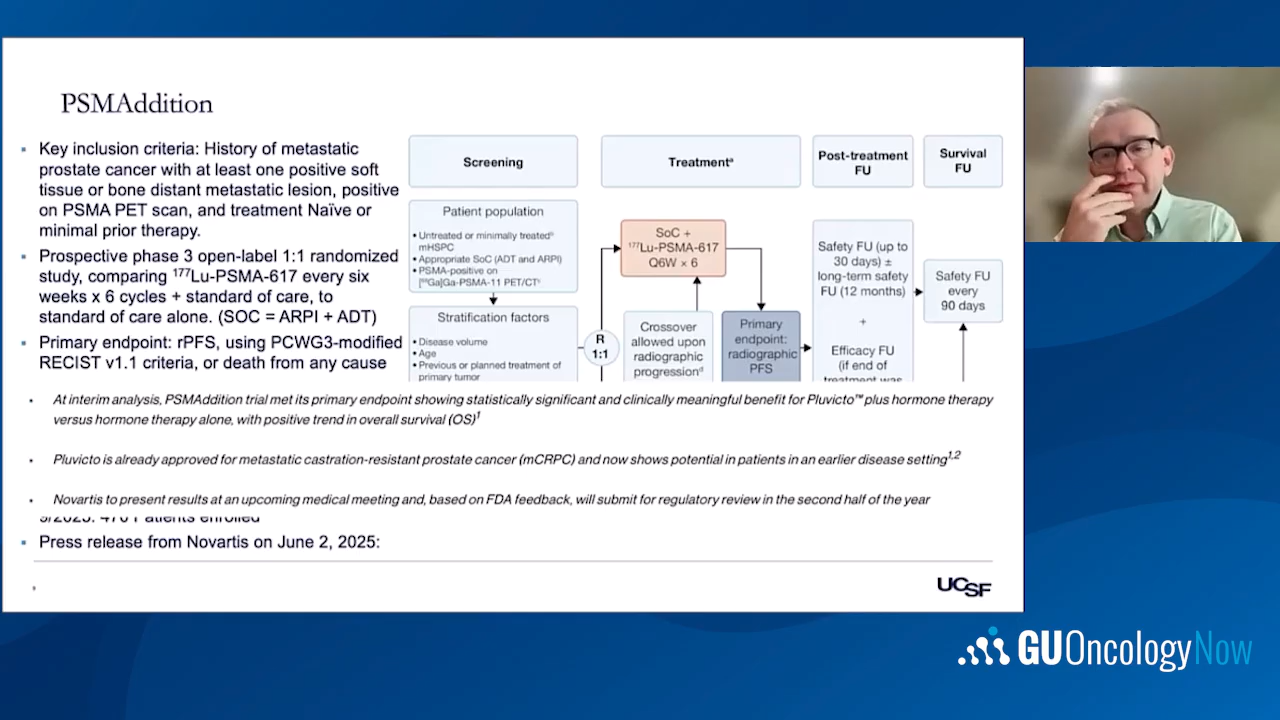 PSMAddition
Key inclusion criteria: History of metastatic
prostate cancer with at least one positive soft
tissue or bone distant metastatic lesion, positive
on PSMA PET scan, and treatment Naïve or
minimal prior therapy.
Prospective phase 3 open-label 1:1 randomized
study, comparing ¹⁷⁷Lu-PSMA-617 every six
weeks x 6 cycles + standard of care, to
standard of care alone. (SOC = ARPI + ADT)
Primary endpoint: rPFS, using PCWG3-modified
RECIST v1.1 criteria, or death from any cause
Screening
Treatmentᵃ
Post-treatment
FU
Survival
FU
Patient population
• Untreated or minimally treatedᵇ
mHSPC
• Appropriate SoC (ADT and ARPI)
• PSMA-positive on
[⁶⁸Ga]Ga-PSMA-11 PET/CTᶜ
Stratification factors
• Disease volume
• Age
• Previous or planned treatment of
primary tumor
R
1:1
SoC +
¹⁷⁷Lu-PSMA-617
Q6W × 6
Crossover
allowed upon
radiographic
progressionᵈ
Primary
endpoint:
radiographic
PFS
Safety FU (up to
30 days) ±
long-term safety
FU (12 months)
+
Efficacy FU
(if end of
treatment was
Safety FU
every
90 days
• At interim analysis, PSMAddition trial met its primary endpoint showing statistically significant and clinically meaningful benefit for Pluvicto™ plus hormone therapy
versus hormone therapy alone, with positive trend in overall survival (OS)¹
• Pluvicto is already approved for metastatic castration-resistant prostate cancer (mCRPC) and now shows potential in patients in an earlier disease setting¹,²
• Novartis to present results at an upcoming medical meeting and, based on FDA feedback, will submit for regulatory review in the second half of the year
Patients enrolled
Press release from Novartis on June 2, 2025:
UCSF
GUOncologyNow